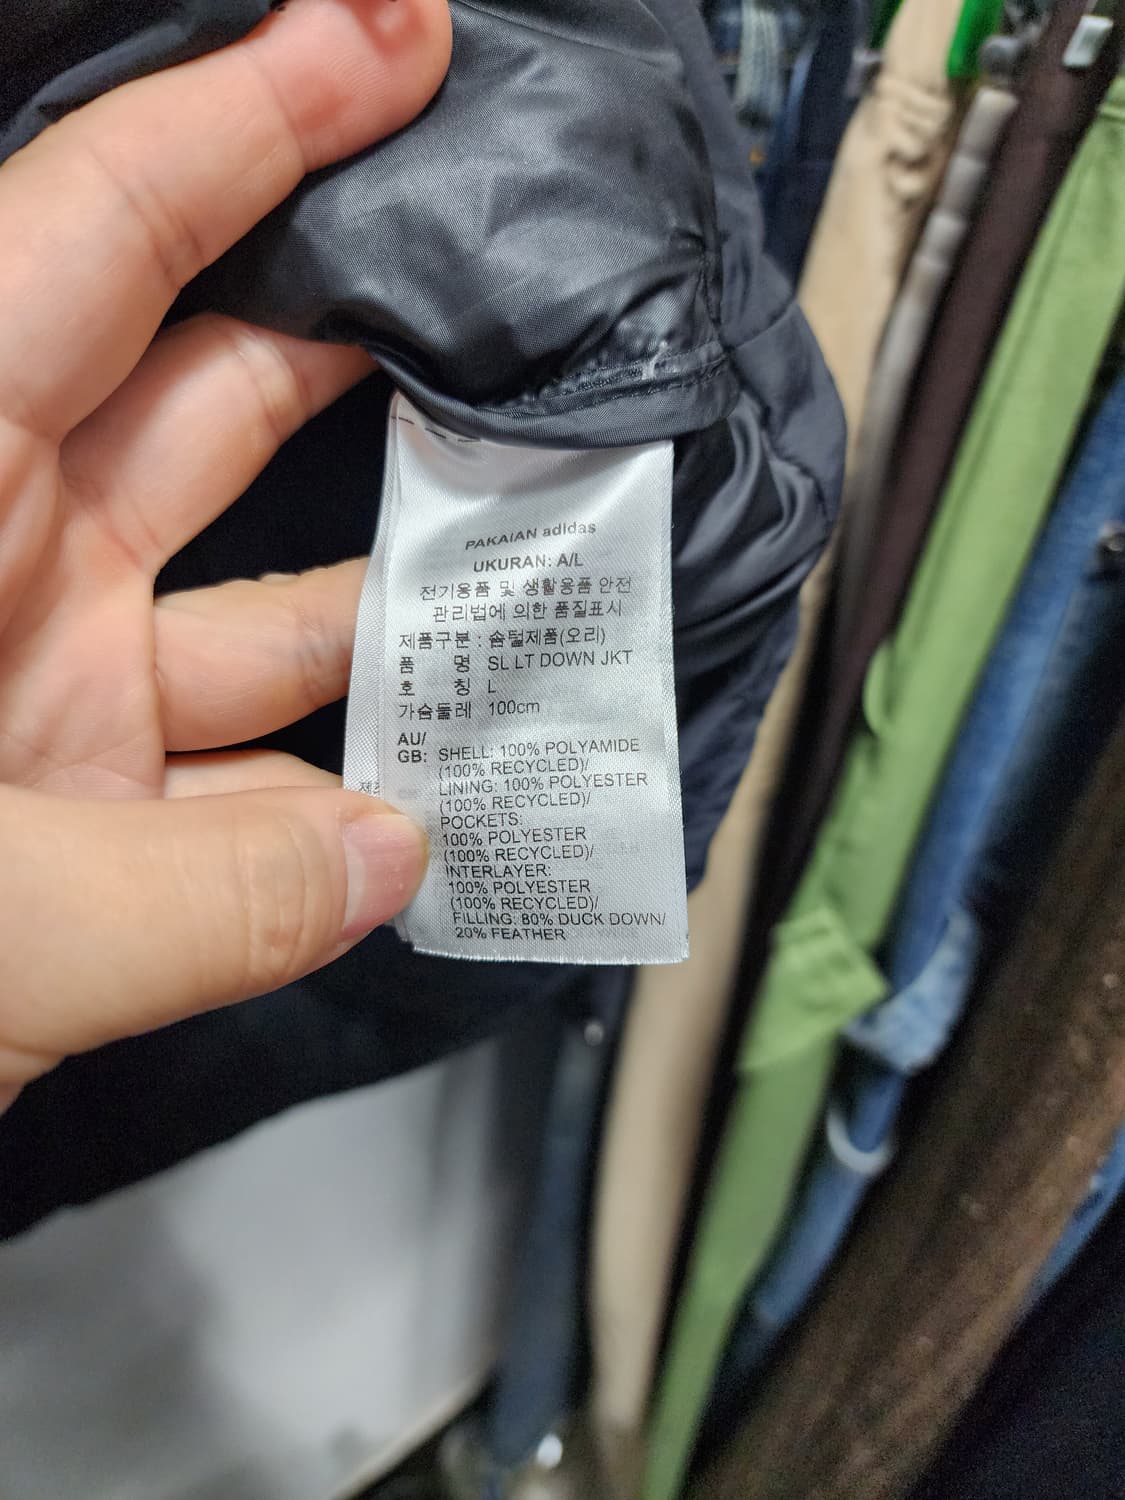 PAKAIAN adidas
UKURAN: A/L
전기용품 및 생활용품 안전
관리법에 의한 품질표시
제품구분 : 솜털제품(오리)
품 명 SL LT DOWN JKT
호 칭 L
가슴둘레 100cm
AU/
GB: SHELL: 100% POLYAMIDE
(100% RECYCLED)/
LINING: 100% POLYESTER
(100% RECYCLED)/
POCKETS:
100% POLYESTER
(100% RECYCLED)/
INTERLAYER:
100% POLYESTER
(100% RECYCLED)/
FILLING: 80% DUCK DOWN/
20% FEATHER